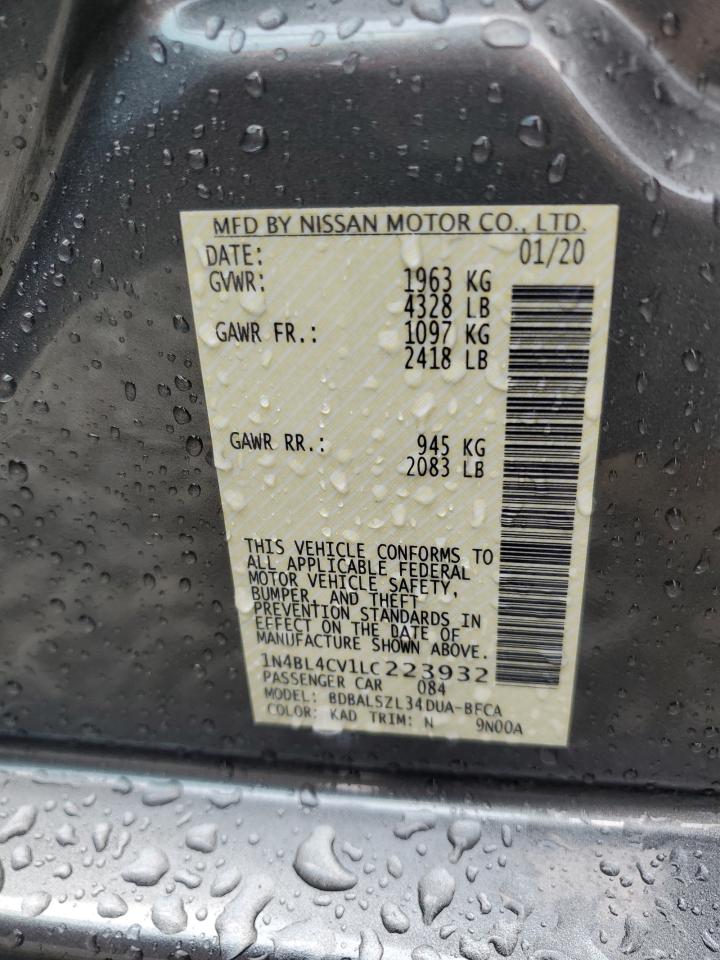 MFD BY NISSAN MOTOR CO., LTD.
DATE: 01/20
GVWR: 1963 KG
4328 LB
GAWR FR.: 1097 KG
2418 LB
GAWR RR.: 945 KG
2083 LB
THIS VEHICLE CONFORMS TO
ALL APPLICABLE FEDERAL
MOTOR VEHICLE SAFETY,
BUMPER, AND THEFT
PREVENTION STANDARDS IN
EFFECT ON THE DATE OF
MANUFACTURE SHOWN ABOVE.
1N4BL4CV1LC223932
PASSENGER CAR 084
MODEL: BDBALSZL34DUA-BFCA
COLOR: KAD TRIM: N 9N00A